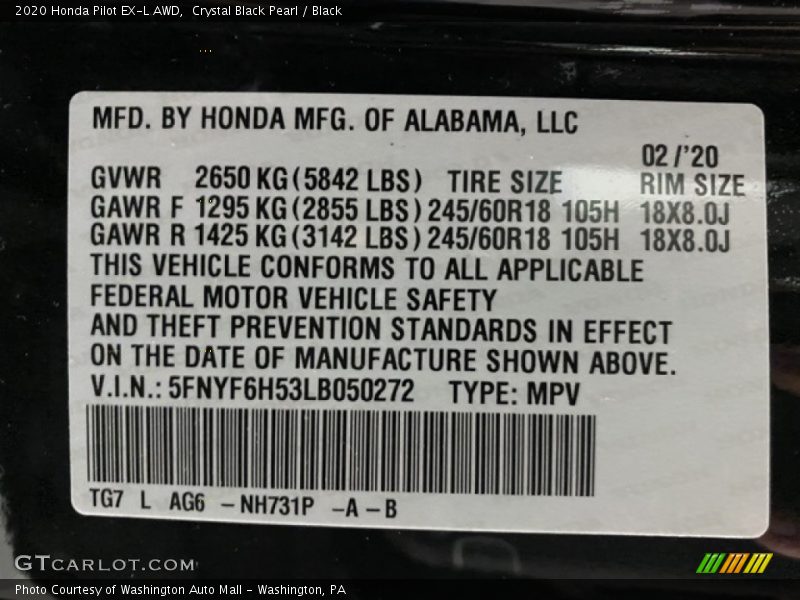 2020 Honda Pilot EX-L AWD,  Crystal Black Pearl / Black
MFD. BY HONDA MFG. OF ALABAMA, LLC
02/'20
GVWR 2650 KG (5842 LBS) TIRE SIZE RIM SIZE
GAWR F 1295 KG (2855 LBS) 245/60R18 105H 18X8.0J
GAWR R 1425 KG (3142 LBS) 245/60R18 105H 18X8.0J
THIS VEHICLE CONFORMS TO ALL APPLICABLE
FEDERAL MOTOR VEHICLE SAFETY
AND THEFT PREVENTION STANDARDS IN EFFECT
ON THE DATE OF MANUFACTURE SHOWN ABOVE.
V.I.N.: 5FNYF6H53LB050272 TYPE: MPV
TG7 L AG6 -NH731P -A-B
GTCARLOT.COM
Photo Courtesy of Washington Auto Mall - Washington, PA